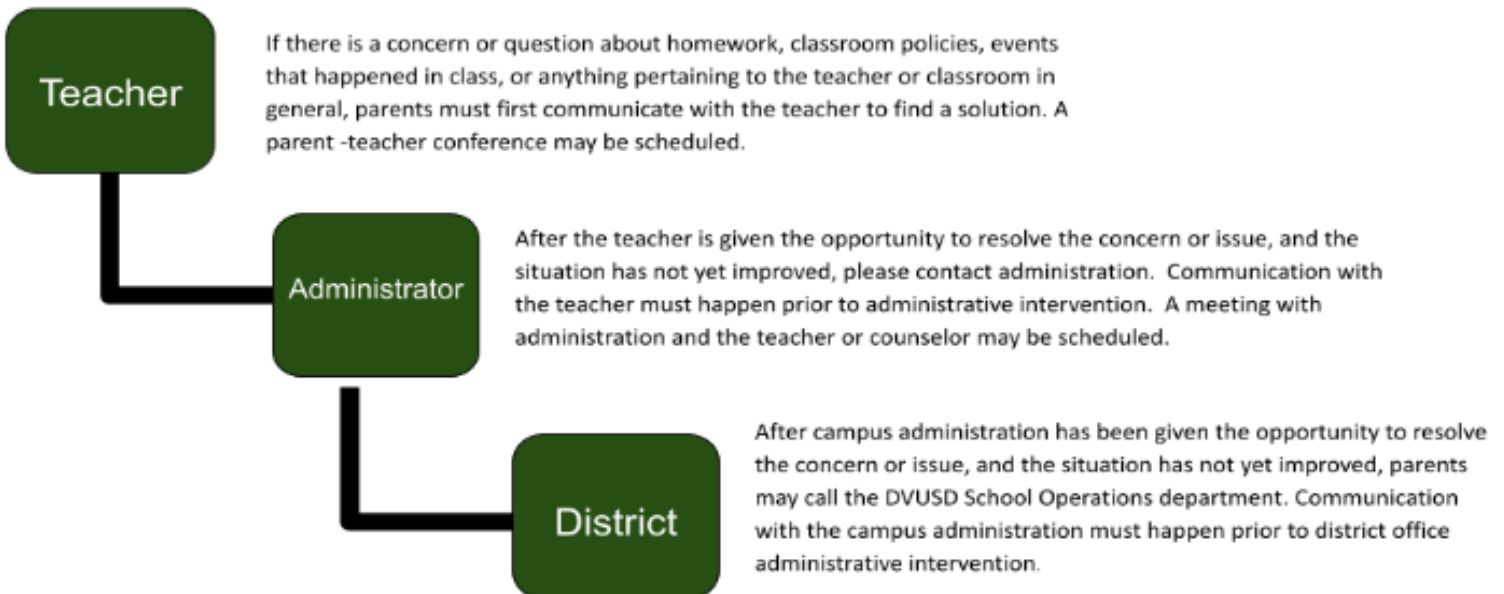 Teacher
If there is a concern or question about homework, classroom policies, events
that happened in class, or anything pertaining to the teacher or classroom in
general, parents must first communicate with the teacher to find a solution. A
parent -teacher conference may be scheduled.
Administrator
After the teacher is given the opportunity to resolve the concern or issue, and the
situation has not yet improved, please contact administration.  Communication with
the teacher must happen prior to administrative intervention.  A meeting with
administration and the teacher or counselor may be scheduled.
District
After campus administration has been given the opportunity to resolve
the concern or issue, and the situation has not yet improved, parents
may call the DVUSD School Operations department. Communication
with the campus administration must happen prior to district office
administrative intervention.